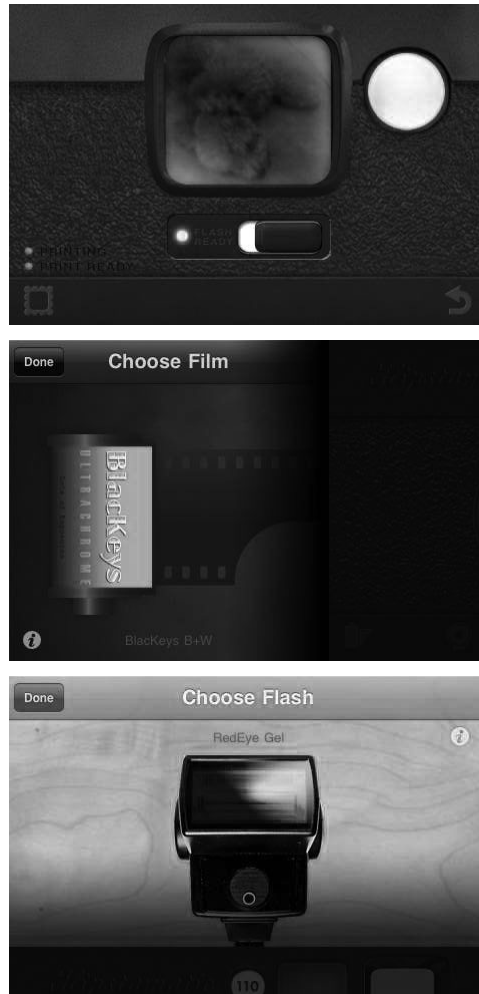 FLASH
READY
PRINTING
PRINT READY
Done
Choose Film
BlacKeys
ULTRACHROME
BlacKeys B+W
Done
Choose Flash
RedEye Gel
110